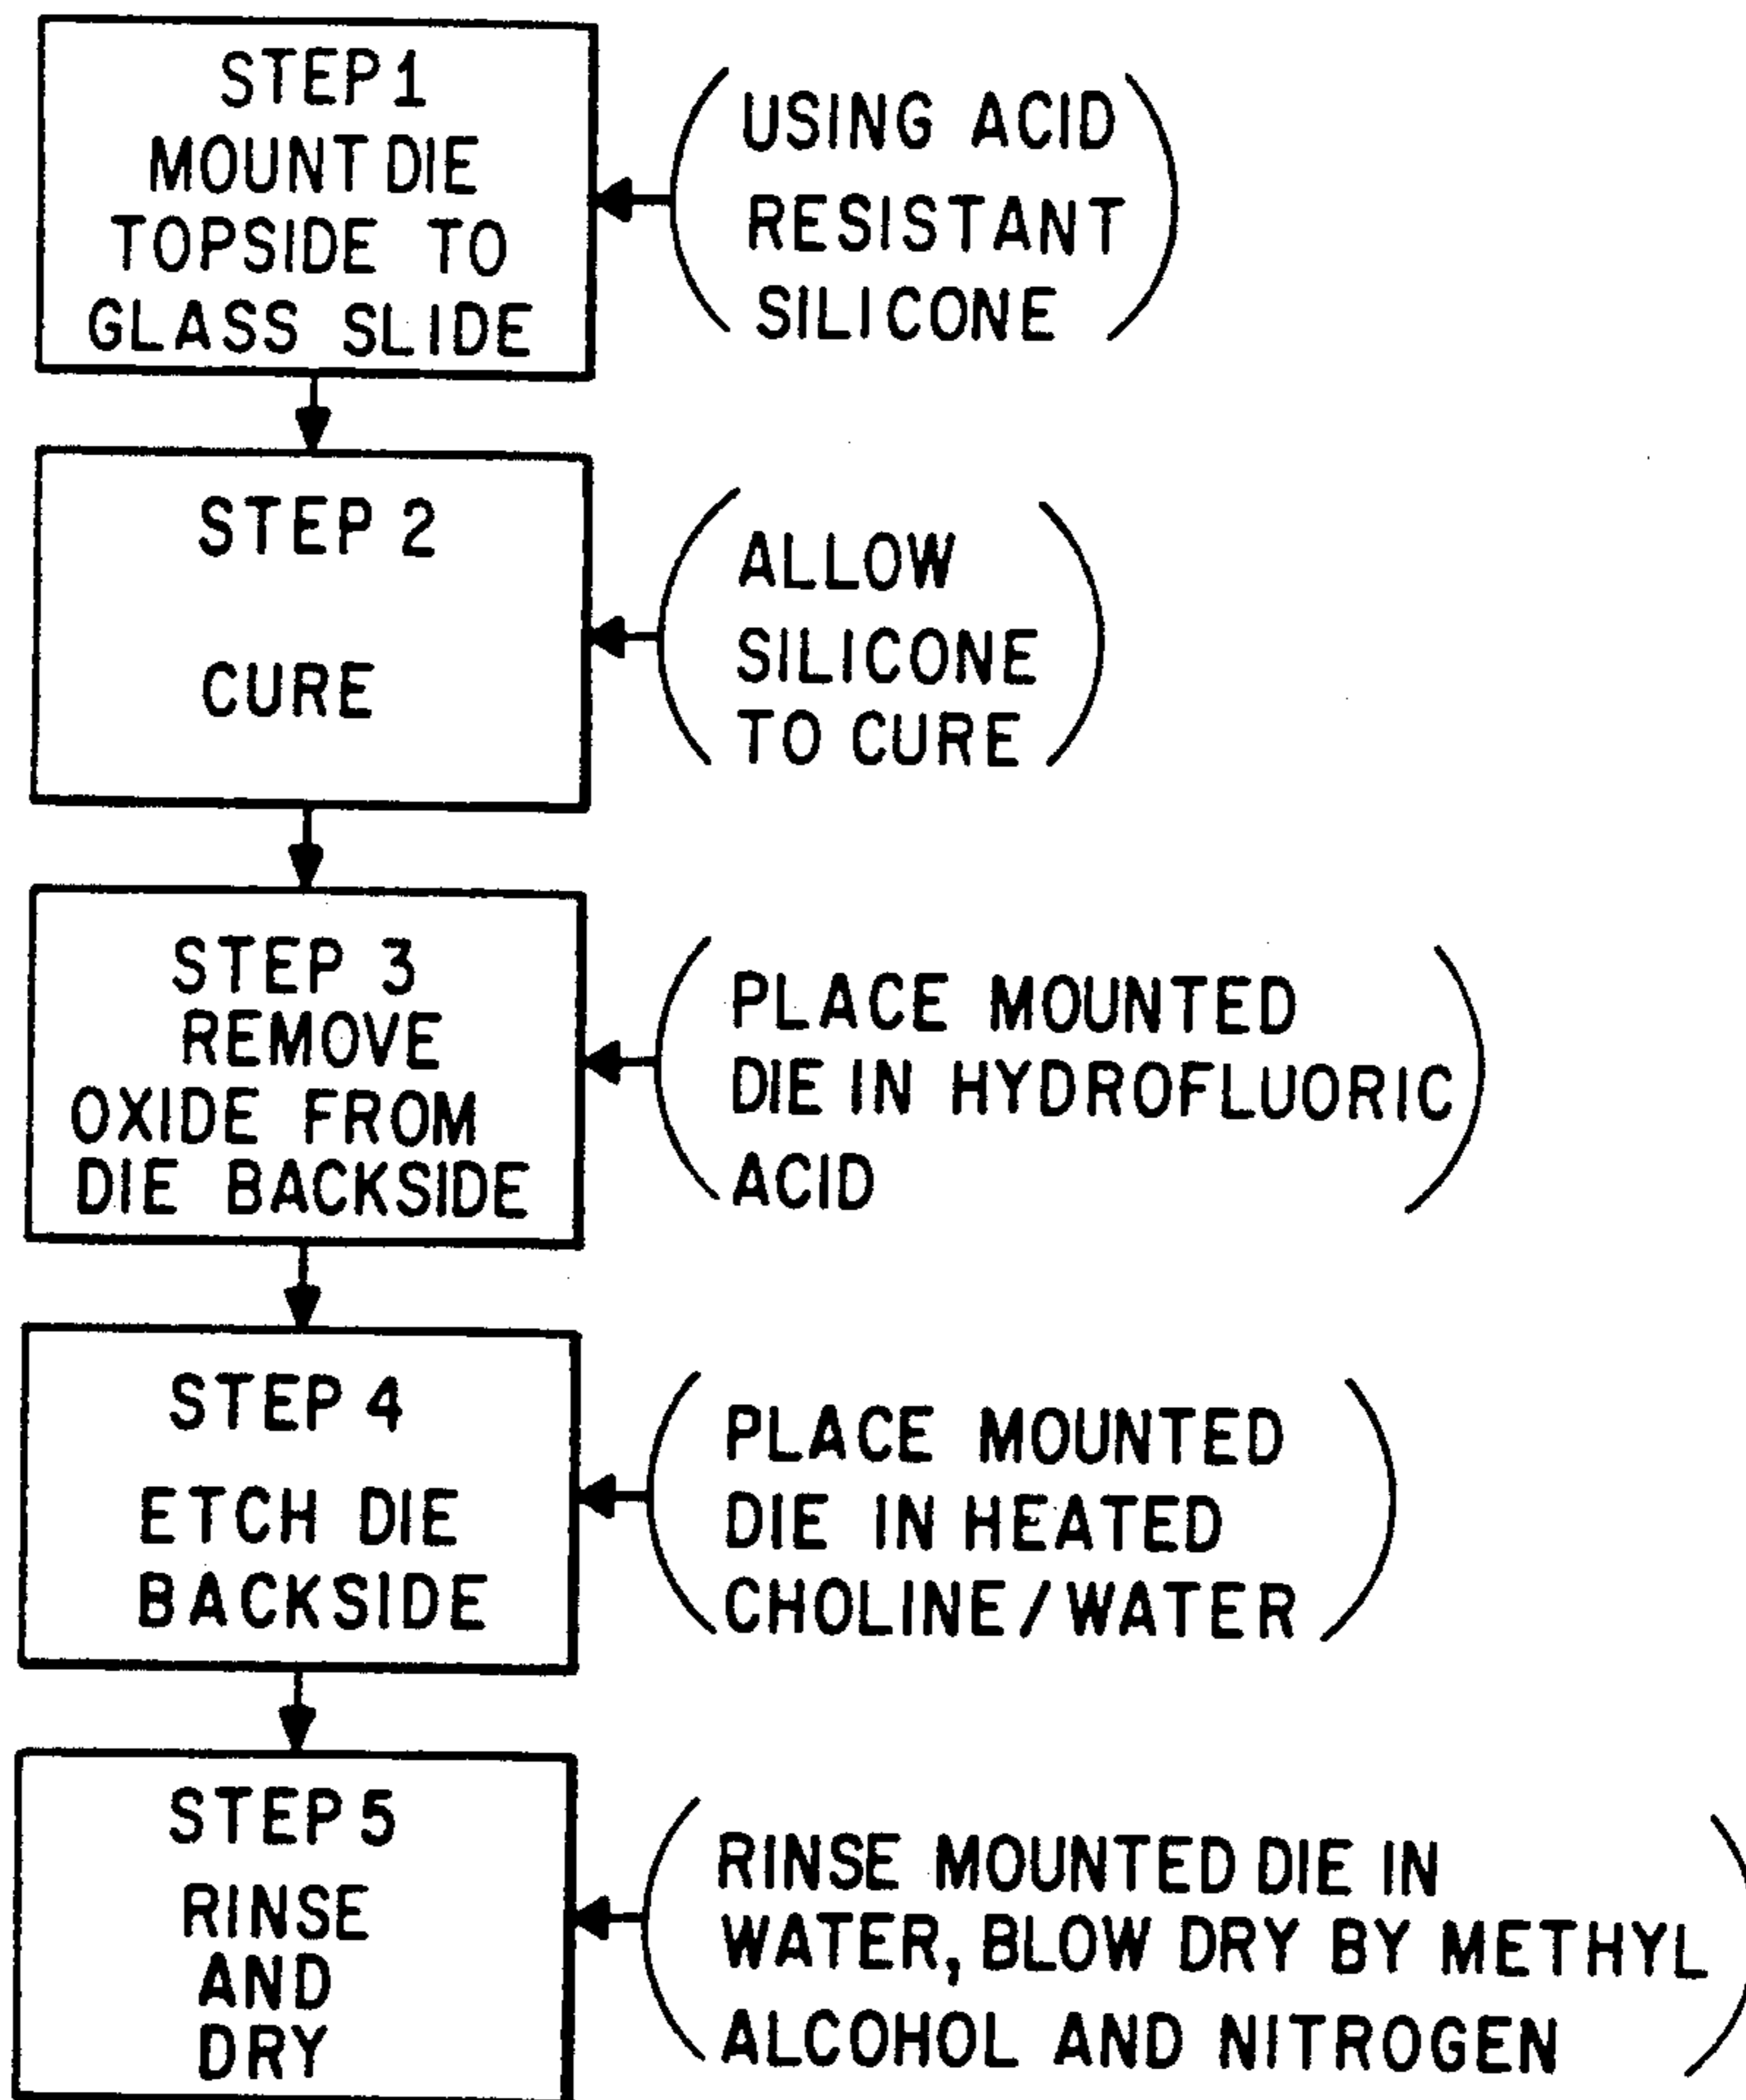 STEP 1
MOUNT DIE
TOPSIDE TO
GLASS SLIDE
USING ACID
RESISTANT
SILICONE
STEP 2
CURE
ALLOW
SILICONE
TO CURE
STEP 3
REMOVE
OXIDE FROM
DIE BACKSIDE
PLACE MOUNTED
DIE IN HYDROFLUORIC
ACID
STEP 4
ETCH DIE
BACKSIDE
PLACE MOUNTED
DIE IN HEATED
CHOLINE/WATER
STEP 5
RINSE
AND
DRY
RINSE MOUNTED DIE IN
WATER, BLOW DRY BY METHYL
ALCOHOL AND NITROGEN